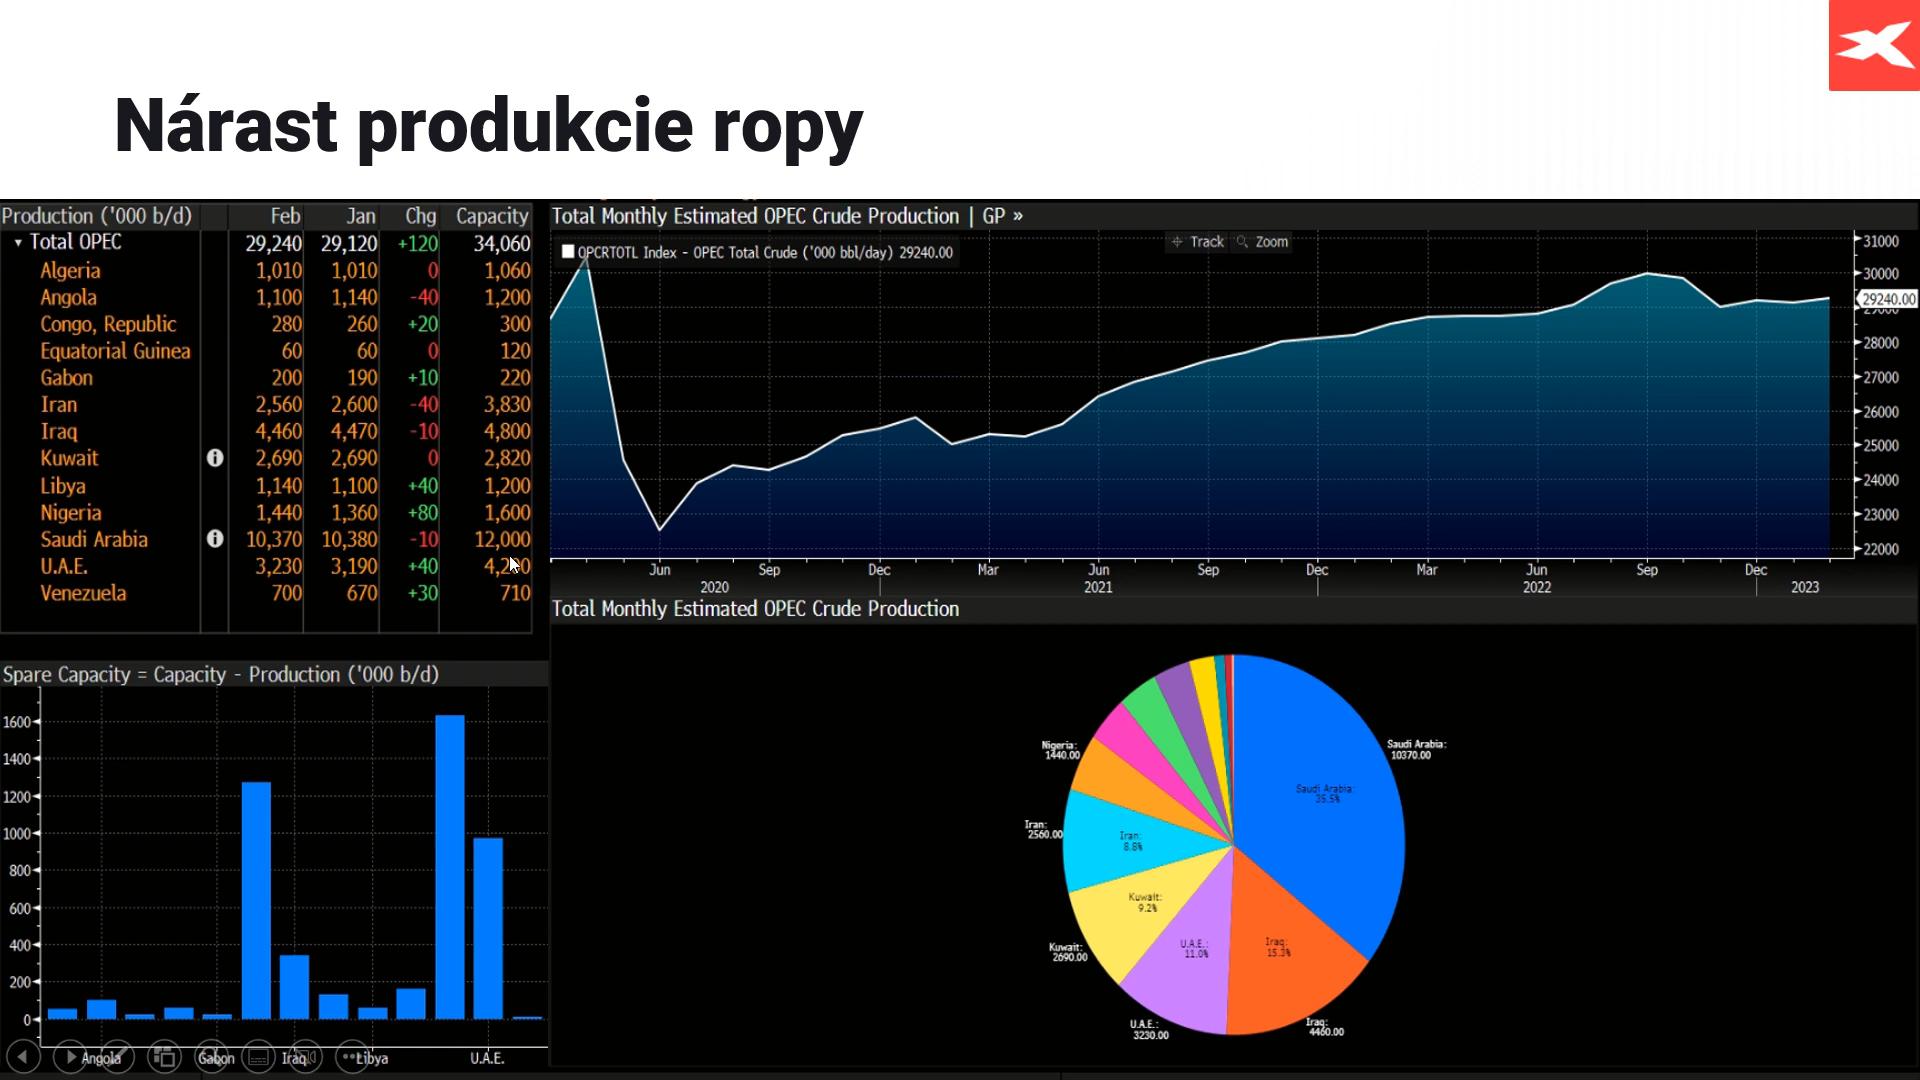 Nárast produkcie ropy
Production ('000 b/d) Feb Jan Chg Capacity
Total OPEC 29,240 29,120 +120 34,060
Algeria 1,010 1,010 0 1,060
Angola 1,100 1,140 -40 1,200
Congo, Republic 280 260 +20 300
Equatorial Guinea 60 60 0 120
Gabon 200 190 +10 220
Iran 2,560 2,600 -40 3,830
Iraq 4,460 4,470 -10 4,800
Kuwait 2,690 2,690 0 2,820
Libya 1,140 1,100 +40 1,200
Nigeria 1,440 1,360 +80 1,600
Saudi Arabia 10,370 10,380 -10 12,000
U.A.E. 3,230 3,190 +40
Venezuela 700 670 +30 710
Total Monthly Estimated OPEC Crude Production | GP »
OPCRTOTL Index - OPEC Total Crude ('000 bbl/day) 29240.00
Track Zoom
31000
30000
29240.00
29000
28000
27000
26000
25000
24000
23000
22000
Jun Sep Dec Mar Jun Sep Dec Mar Jun Sep Dec
2020 2021 2022 2023
Spare Capacity = Capacity - Production ('000 b/d)
1600
1400
1200
1000
800
600
400
200
0
Angola Gabon Iraq Libya U.A.E.
Total Monthly Estimated OPEC Crude Production
Saudi Arabia:
10370.00
Saudi Arabia:
35.5%
Nigeria:
1440.00
Iran:
2560.00
Iran:
8.8%
Kuwait:
9.2%
Kuwait:
2690.00
U.A.E.:
11.0%
U.A.E.:
3230.00
Iraq:
15.3%
Iraq:
4460.00